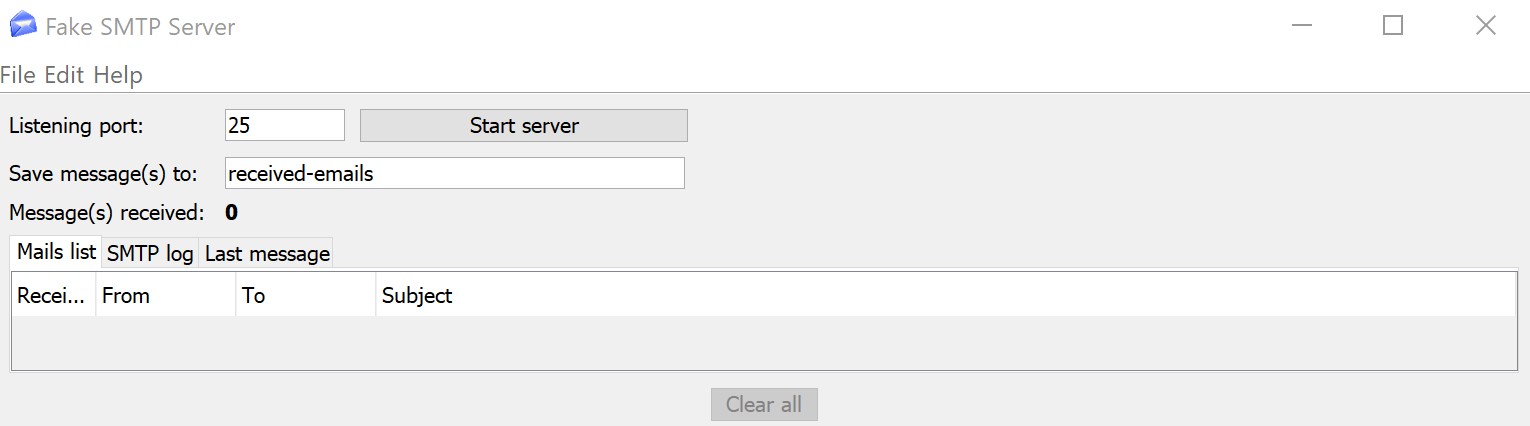 Fake SMTP Server
File Edit Help
Listening port: 25 Start server
Save message(s) to: received-emails
Message(s) received: 0
Mails list SMTP log Last message
Recei... From To Subject
Clear all